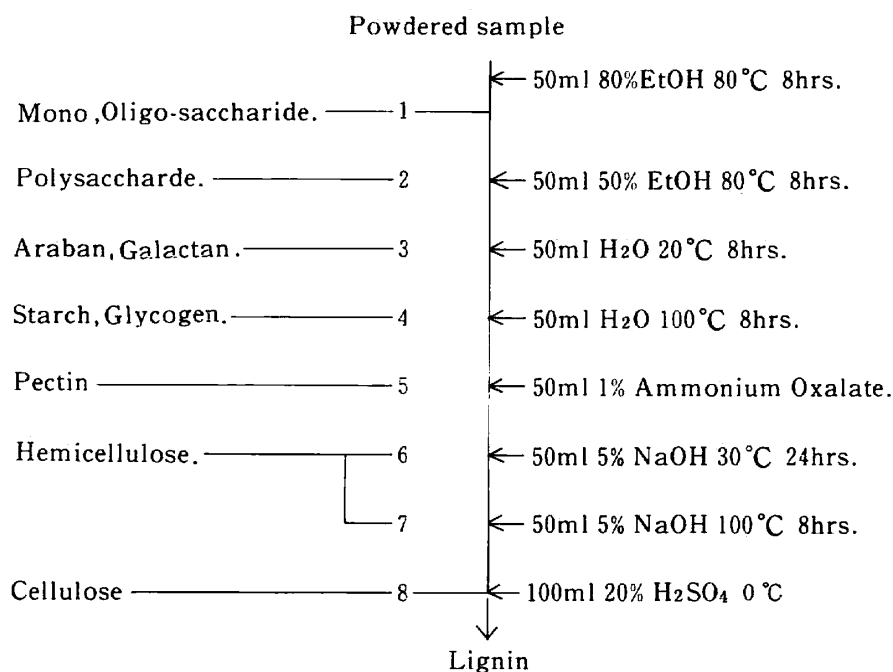 Powdered sample
50ml 80%EtOH 80°C 8hrs.
Mono,Oligo-saccharide. 1
Polysaccharde. 2 50ml 50% EtOH 80°C 8hrs.
Araban,Galactan. 3 50ml H₂O 20°C 8hrs.
Starch,Glycogen. 4 50ml H₂O 100°C 8hrs.
Pectin 5 50ml 1% Ammonium Oxalate.
Hemicellulose. 6 50ml 5% NaOH 30°C 24hrs.
7 50ml 5% NaOH 100°C 8hrs.
Cellulose 8 100ml 20% H₂SO₄ 0℃
Lignin